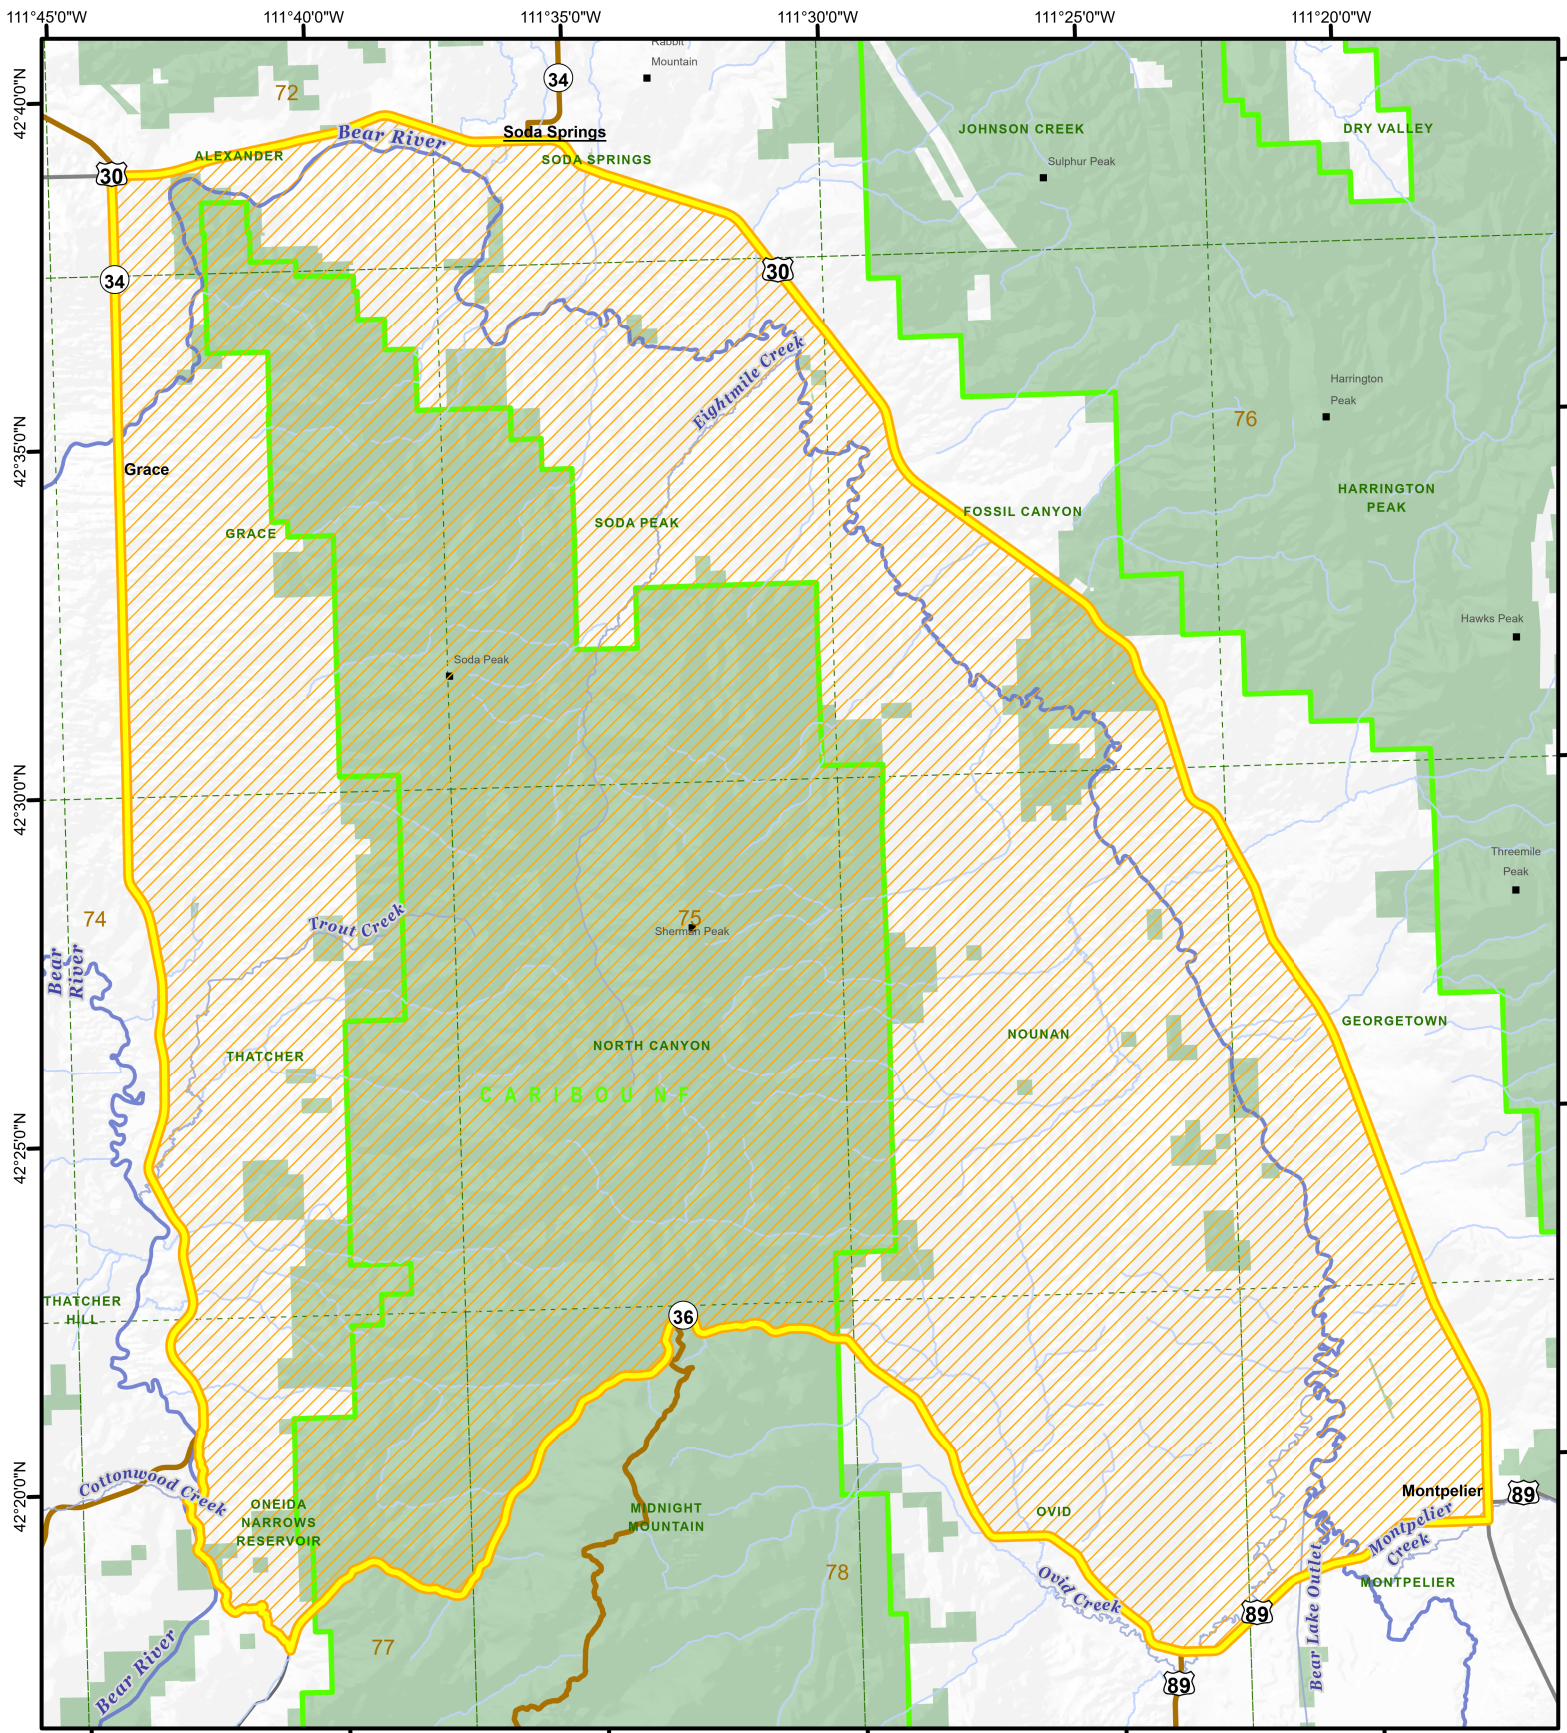 111°45'0"W
111°40'0"W
111°35'0"W
111°30'0"W
111°25'0"W
111°20'0"W
42°40'0"N
42°35'0"N
42°30'0"N
42°25'0"N
42°20'0"N
Rabbit
Mountain
34
72
Soda Springs
Bear River
ALEXANDER
SODA SPRINGS
JOHNSON CREEK
DRY VALLEY
Sulphur Peak
30
34
30
Eightmile Creek
Harrington
Peak
76
Grace
HARRINGTON
PEAK
FOSSIL CANYON
SODA PEAK
GRACE
Hawks Peak
Soda Peak
Threemile
Peak
74
Trout Creek
75
Sherman Peak
Bear
River
GEORGETOWN
NOUNAN
NORTH CANYON
THATCHER
CARIBOU NF
THATCHER
HILL
36
Cottonwood Creek
ONEIDA
NARROWS
RESERVOIR
MIDNIGHT
MOUNTAIN
OVID
Montpelier
89
Montpelier
Creek
78
Ovid Creek
MONTPELIER
89
Bear Lake Outlet
77
Bear River
89